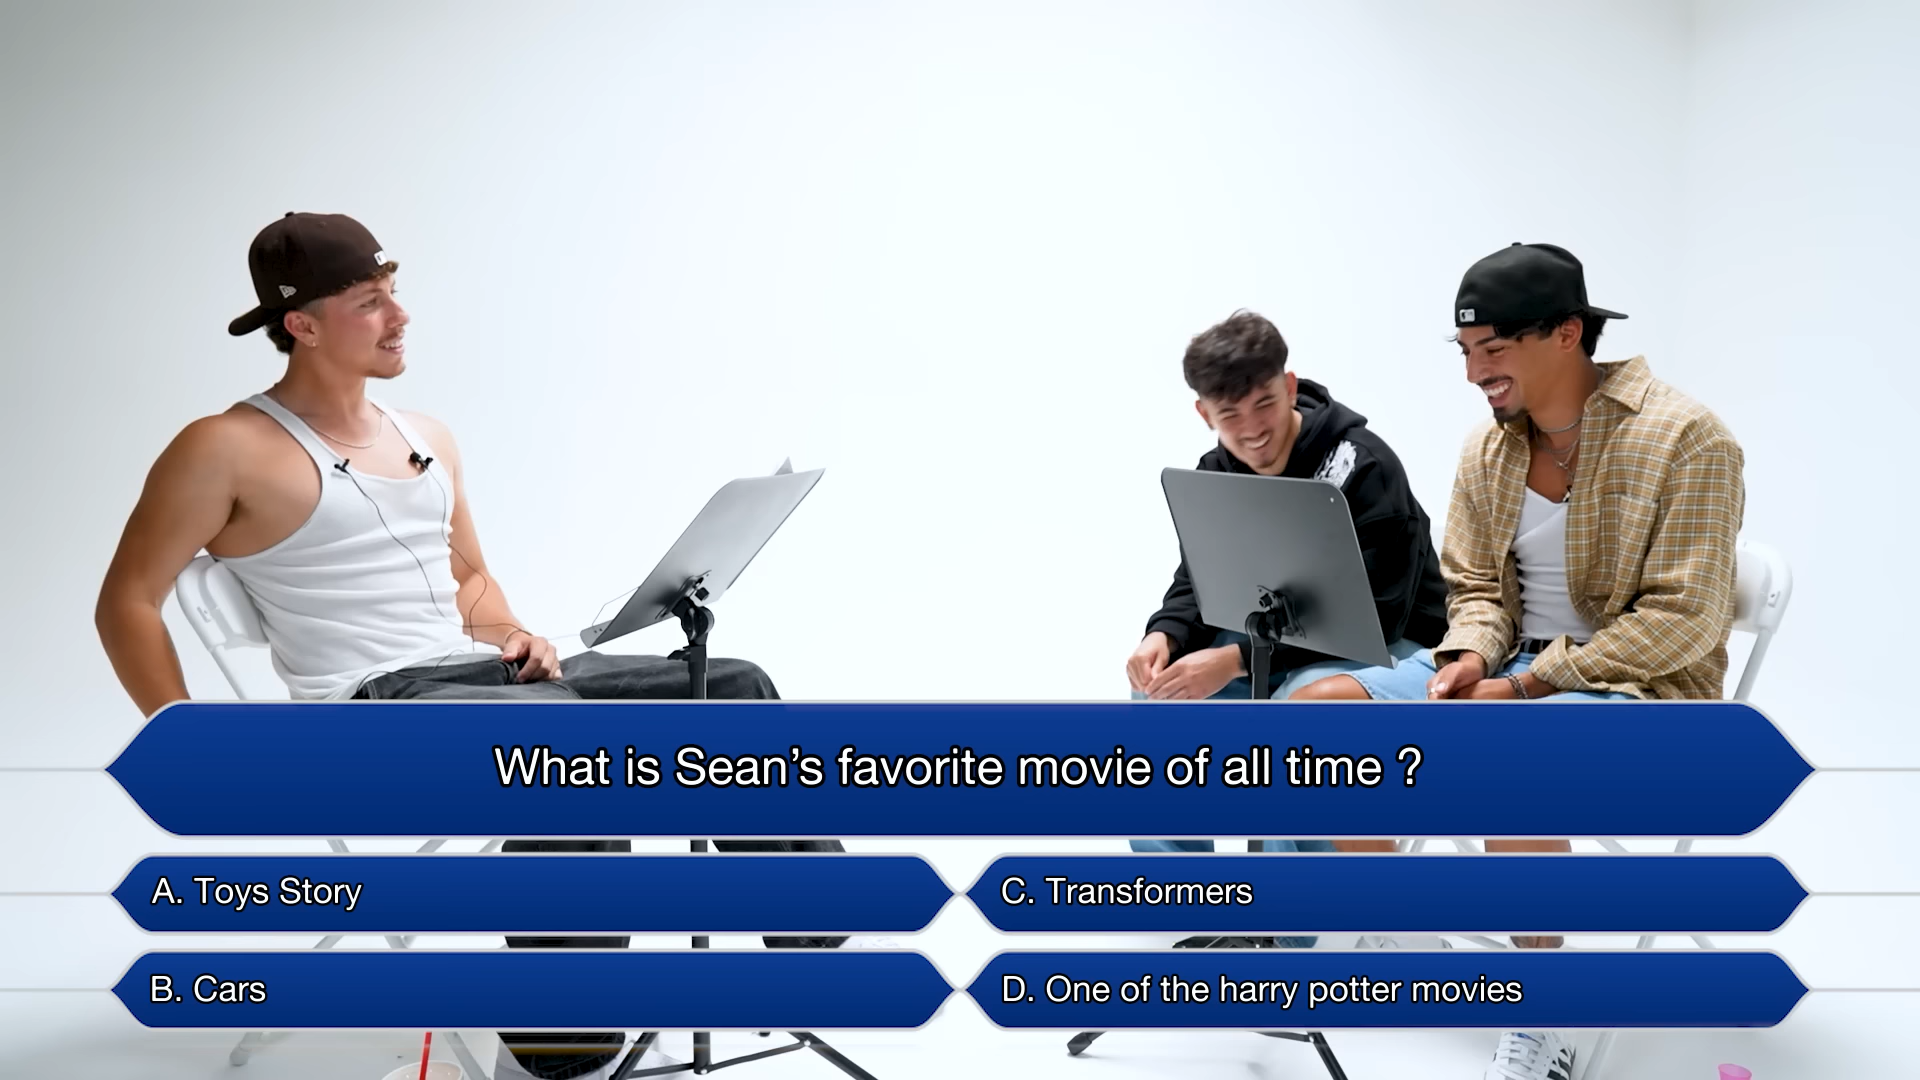 What is Sean’s favorite movie of all time ?
A. Toys Story
C. Transformers
B. Cars
D. One of the harry potter movies